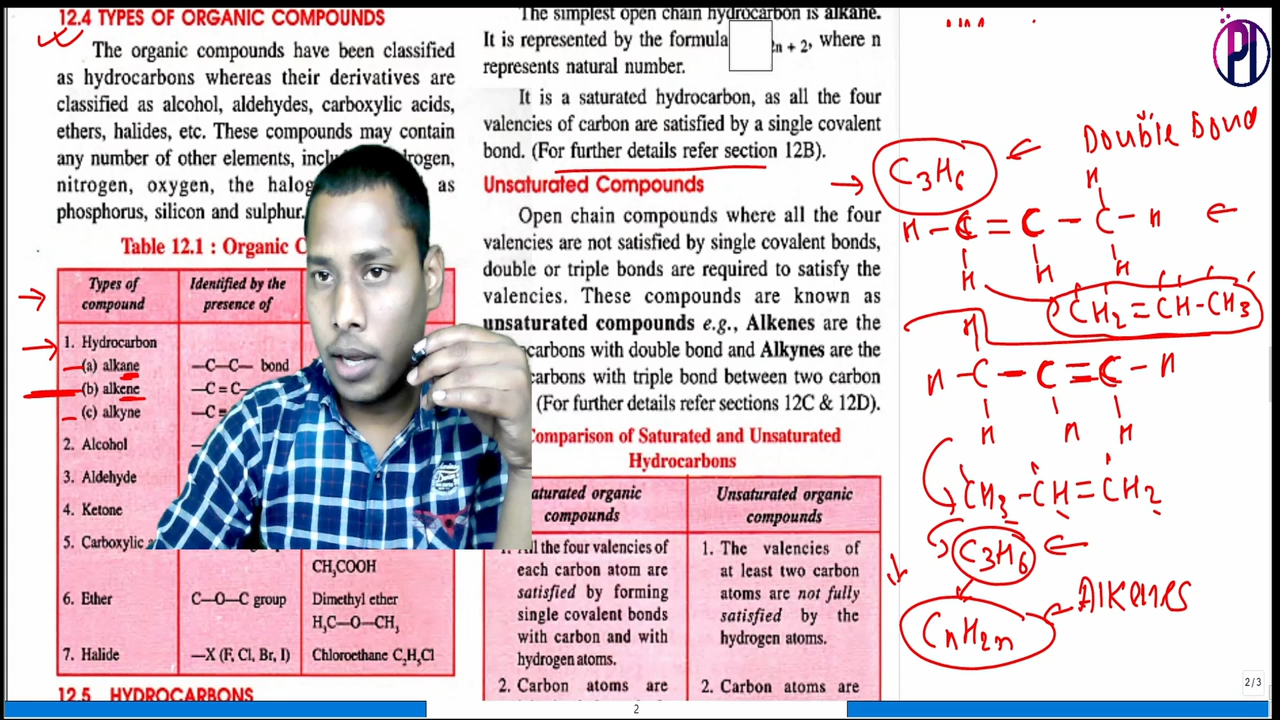 12.4 TYPES OF ORGANIC COMPOUNDS
The organic compounds have been classified
as hydrocarbons whereas their derivatives are
classified as alcohol, aldehydes, carboxylic acids,
ethers, halides, etc. These compounds may contain
any number of other elements,
nitrogen, oxygen, the as
phosphorus, silicon and sulphur.
Table 12.1 : Organic
Types of compound Identified by the presence of
1. Hydrocarbon
(a) alkane —C—C— bond
(b) alkene —C = C—
(c) alkyne
2. Alcohol
3. Aldehyde
4. Ketone
5. Carboxylic
CH₃COOH
6. Ether C—O—C group Dimethyl ether
H₃C—O—CH₃
7. Halide —X (F, Cl, Br, I) Chloroethane C₂H₅Cl
12.5 HYDROCARBONS
The simplest open chain hydrocarbon is alkane.
It is represented by the formula 2n + 2, where n
represents natural number.
It is a saturated hydrocarbon, as all the four
valencies of carbon are satisfied by a single covalent
bond. (For further details refer section 12B).
Unsaturated Compounds
Open chain compounds where all the four
valencies are not satisfied by single covalent bonds,
double or triple bonds are required to satisfy the
valencies. These compounds are known as
unsaturated compounds e.g., Alkenes are the
carbons with double bond and Alkynes are the
carbons with triple bond between two carbon
(For further details refer sections 12C & 12D).
Comparison of Saturated and Unsaturated
Hydrocarbons
organic compounds Unsaturated organic compounds
the four valencies of
each carbon atom are
satisfied by forming
single covalent bonds
with carbon and with
hydrogen atoms.
2. Carbon atoms are
1. The valencies of
at least two carbon
atoms are not fully
satisfied by the
hydrogen atoms.
2. Carbon atoms are
PI
Double bond
C3H6
H
H-C=C-C-H
H H H
CH2=CH-CH3
H
H-C-C=C-H
H H H
CH3-CH=CH2
C3H6
Alkenes
CnH2n
2/3
2